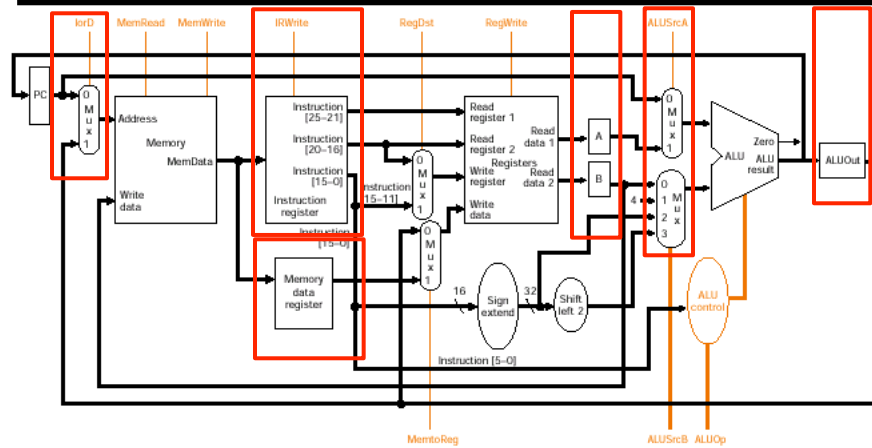 IorD
MemRead
MemWrite
IRWrite
RegDst
RegWrite
ALUSrcA
PC
0
M
u
x
1
Address
Memory
MemData
Write
data
Instruction
[25–21]
Instruction
[20–16]
Instruction
[15–0]
Instruction
register
Instruction
[15–11]
Instruction
[15–0]
0
M
u
x
1
Read
register 1
Read
register 2
Registers
Write
register
Write
data
Read
data 1
Read
data 2
A
B
0
M
u
x
1
4
0
1
2
3
M
u
x
Zero
ALU
ALU
result
ALUOut
Memory
data
register
0
M
u
x
1
16
Sign
extend
32
Shift
left 2
ALU
control
Instruction [5–0]
MemtoReg
ALUSrcB
ALUOp